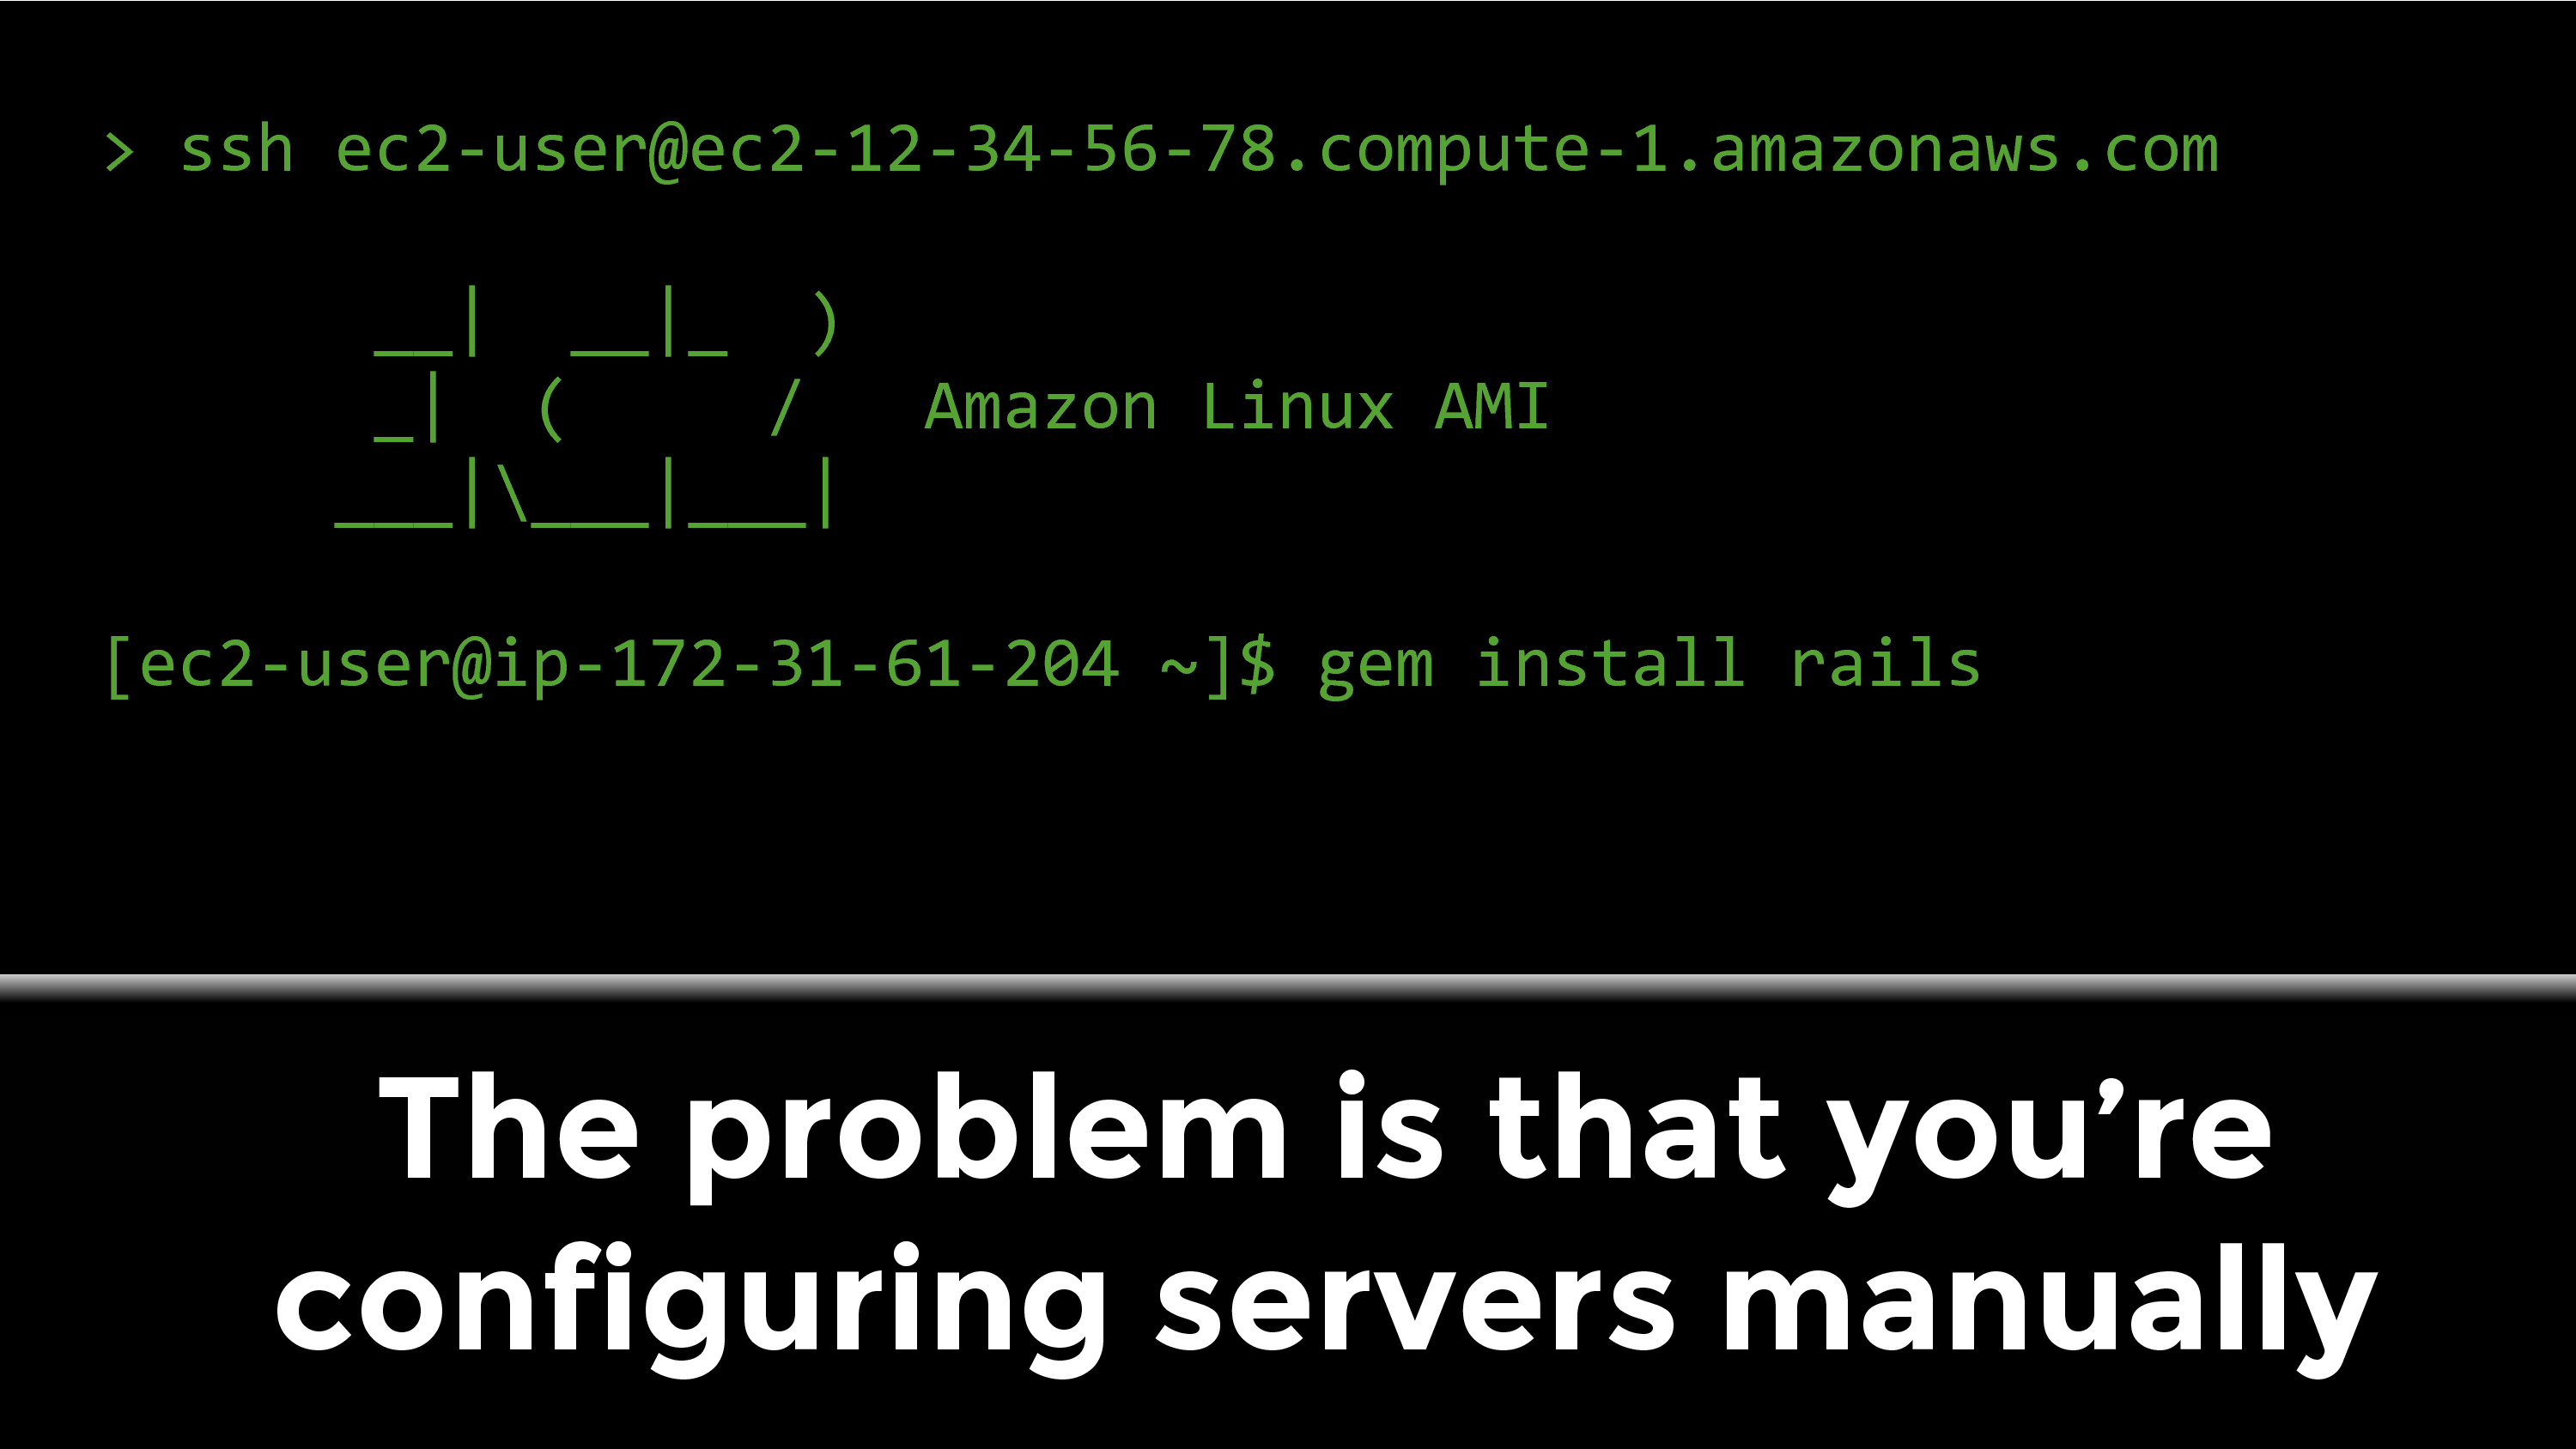 > ssh ec2-user@ec2-12-34-56-78.compute-1.amazonaws.com
       __|  __|_  )
       _|  (     /   Amazon Linux AMI
      ___|\___|___|
[ec2-user@ip-172-31-61-204 ~]$ gem install rails
The problem is that you’re
configuring servers manually